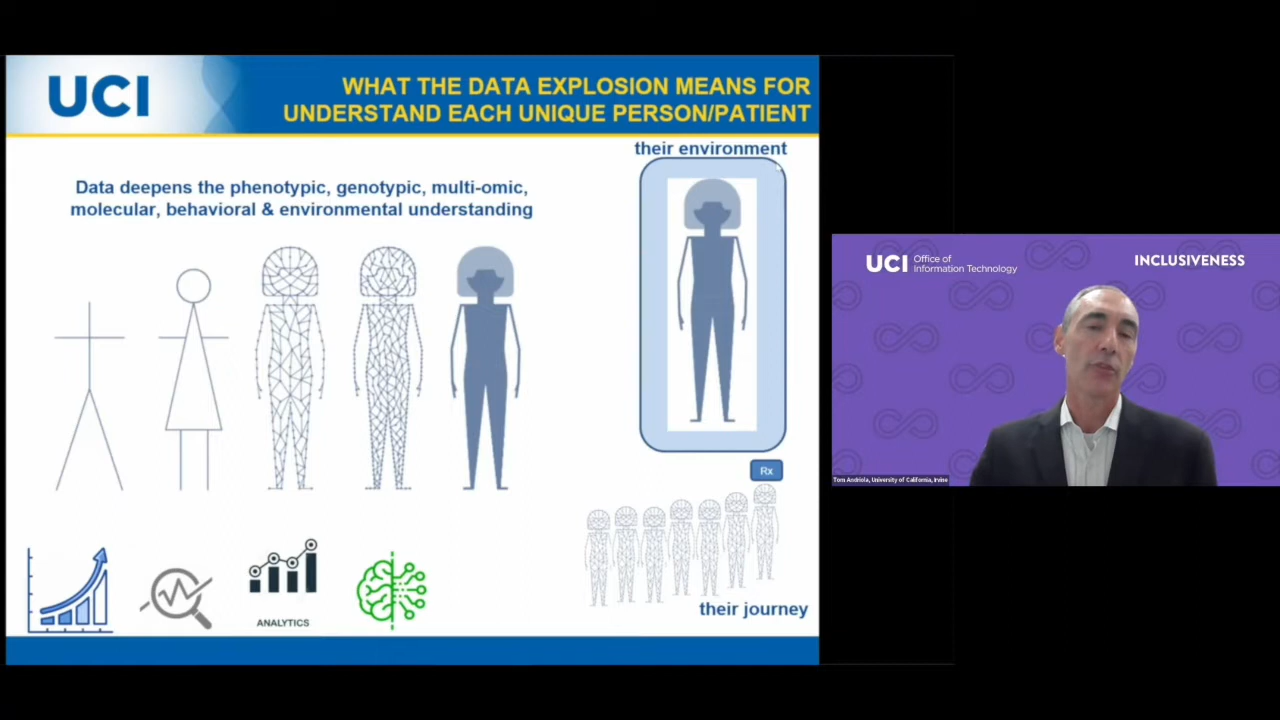 UCI
WHAT THE DATA EXPLOSION MEANS FOR
UNDERSTAND EACH UNIQUE PERSON/PATIENT
their environment
Data deepens the phenotypic, genotypic, multi-omic,
molecular, behavioral & environmental understanding
Rx
ANALYTICS
their journey
UCI Office of
Information Technology
INCLUSIVENESS
Tom Andriola, University of California, Irvine